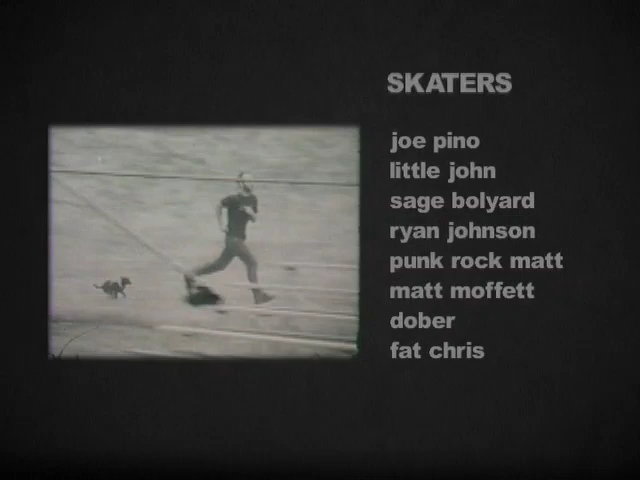 SKATERS
joe pino
little john
sage bolyard
ryan johnson
punk rock matt
matt moffett
dober
fat chris